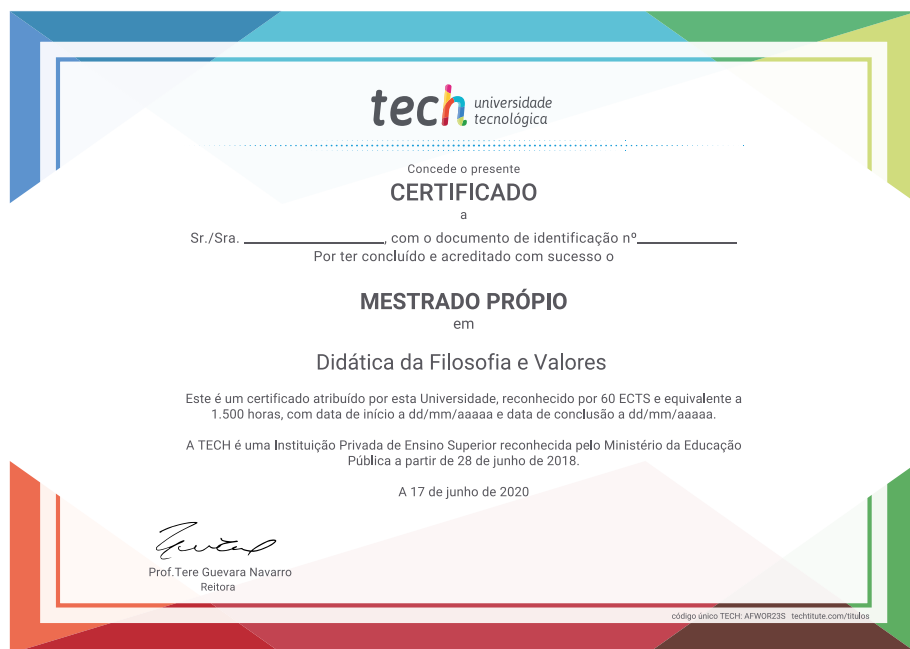 tech universidade
tecnológica
Concede o presente
CERTIFICADO
a
Sr./Sra. ________________, com o documento de identificação nº____________
Por ter concluído e acreditado com sucesso o
MESTRADO PRÓPIO
em
Didática da Filosofia e Valores
Este é um certificado atribuído por esta Universidade, reconhecido por 60 ECTS e equivalente a
1.500 horas, com data de início a dd/mm/aaaaa e data de conclusão a dd/mm/aaaaa.
A TECH é uma Instituição Privada de Ensino Superior reconhecida pelo Ministério da Educação
Pública a partir de 28 de junho de 2018.
A 17 de junho de 2020
Prof.Tere Guevara Navarro
Reitora
código único TECH: AFWOR23S techtitute.com/titulos